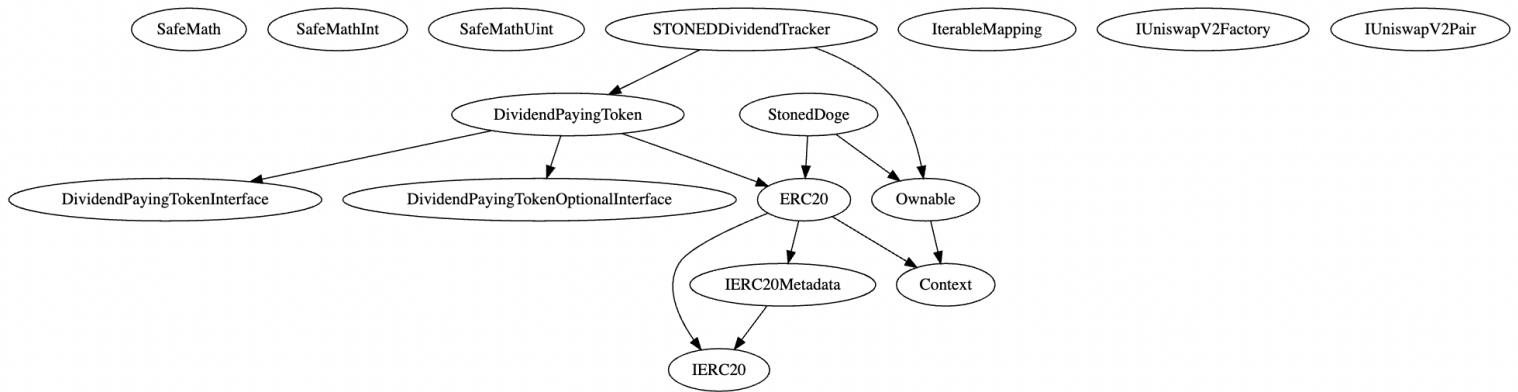 SafeMath
SafeMathInt
SafeMathUint
STONEDDividendTracker
IterableMapping
IUniswapV2Factory
IUniswapV2Pair
DividendPayingToken
StonedDoge
DividendPayingTokenInterface
DividendPayingTokenOptionalInterface
ERC20
Ownable
IERC20Metadata
Context
IERC20